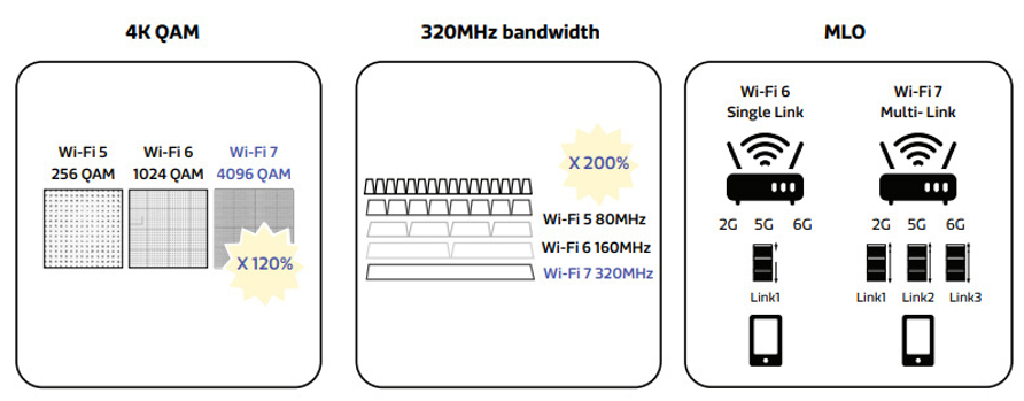 4K QAM
320MHz bandwidth
MLO
Wi-Fi 5
256 QAM
Wi-Fi 6
1024 QAM
Wi-Fi 7
4096 QAM
X 120%
X 200%
Wi-Fi 5 80MHz
Wi-Fi 6 160MHz
Wi-Fi 7 320MHz
Wi-Fi 6
Single Link
2G 5G 6G
Link1
Wi-Fi 7
Multi- Link
2G 5G 6G
Link1 Link2 Link3